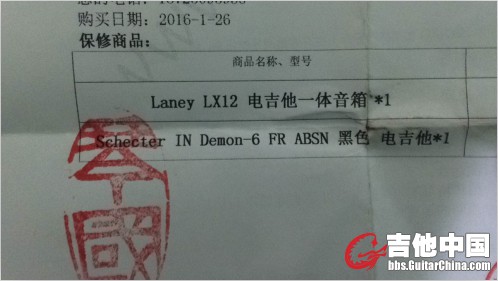 购买日期: 2016-1-26
保修商品:
商品名称、型号
Laney LX12 电吉他一体音箱 *1
Schecter IN Demon-6 FR ABSN 黑色 电吉他*1
琴國
吉他中国
bbs.GuitarChina.com